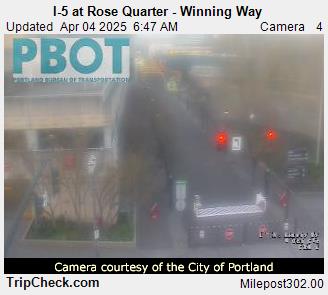 I-5 at Rose Quarter - Winning Way
Updated Apr 04 2025 6:47 AM Camera 4
PBOT
PORTLAND BUREAU OF TRANSPORTATION
Camera courtesy of the City of Portland
TripCheck.com Milepost302.00